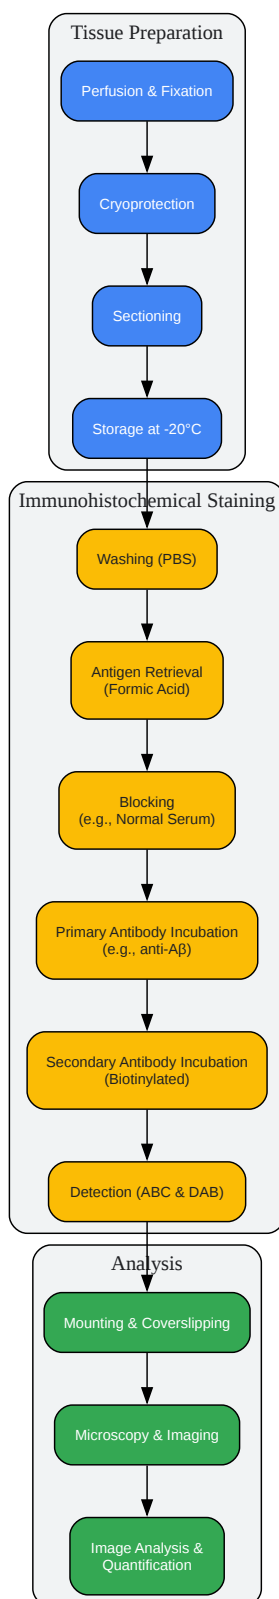 Tissue Preparation
Perfusion & Fixation
Cryoprotection
Sectioning
Storage at -20°C
Immunohistochemical Staining
Washing (PBS)
Antigen Retrieval
(Formic Acid)
Blocking
(e.g., Normal Serum)
Primary Antibody Incubation
(e.g., anti-Aβ)
Secondary Antibody Incubation
(Biotinylated)
Detection (ABC & DAB)
Analysis
Mounting & Coverslipping
Microscopy & Imaging
Image Analysis &
Quantification